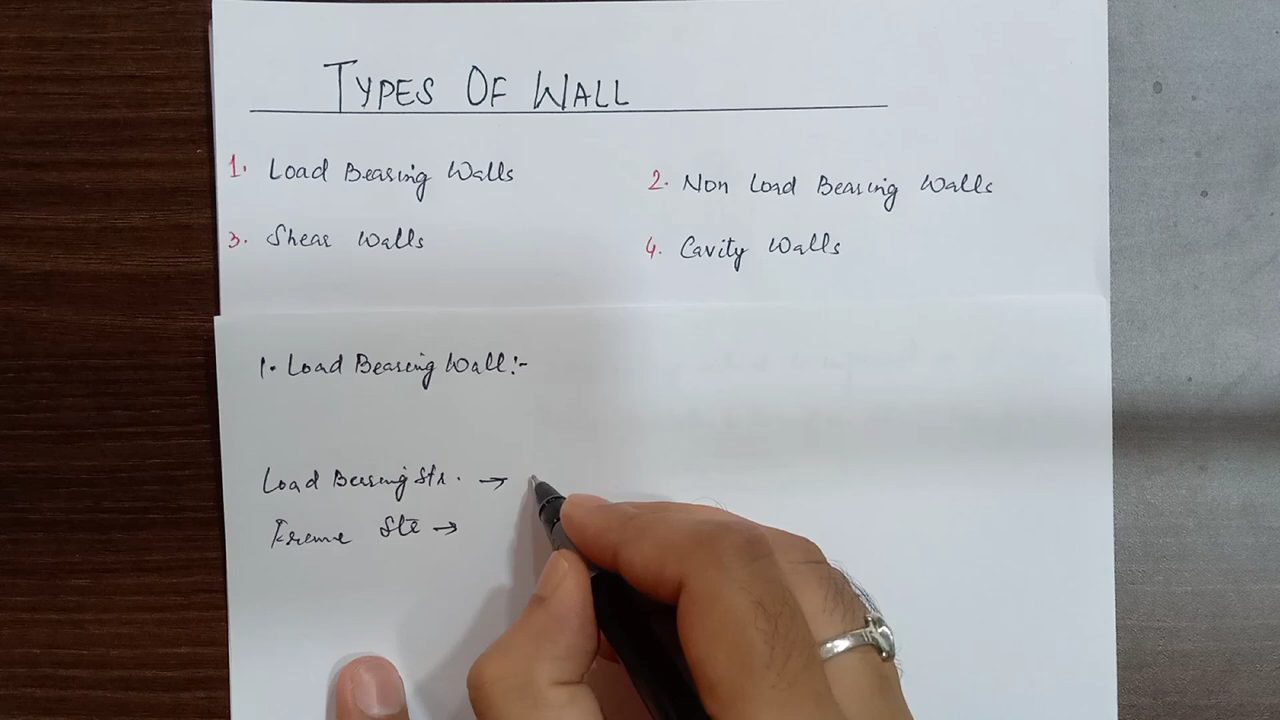 TYPES OF WALL
1. Load Bearing Walls
2. Non Load Bearing Walls
3. Shear Walls
4. Cavity Walls
1. Load Bearing Wall:-
Load Bearing Str. →
Freme Str →